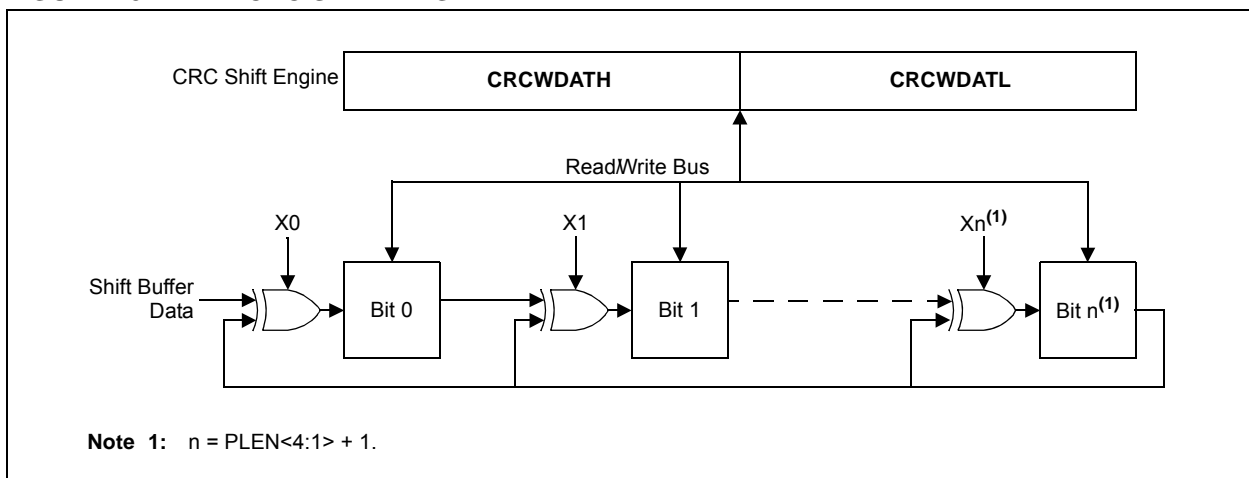 CRC Shift Engine
CRCWDATH
CRCWDATL
Read/Write Bus
X0
X1
Xn(1)
Shift Buffer
Data
Bit 0
Bit 1
Bit n(1)
Note 1: n = PLEN<4:1> + 1.